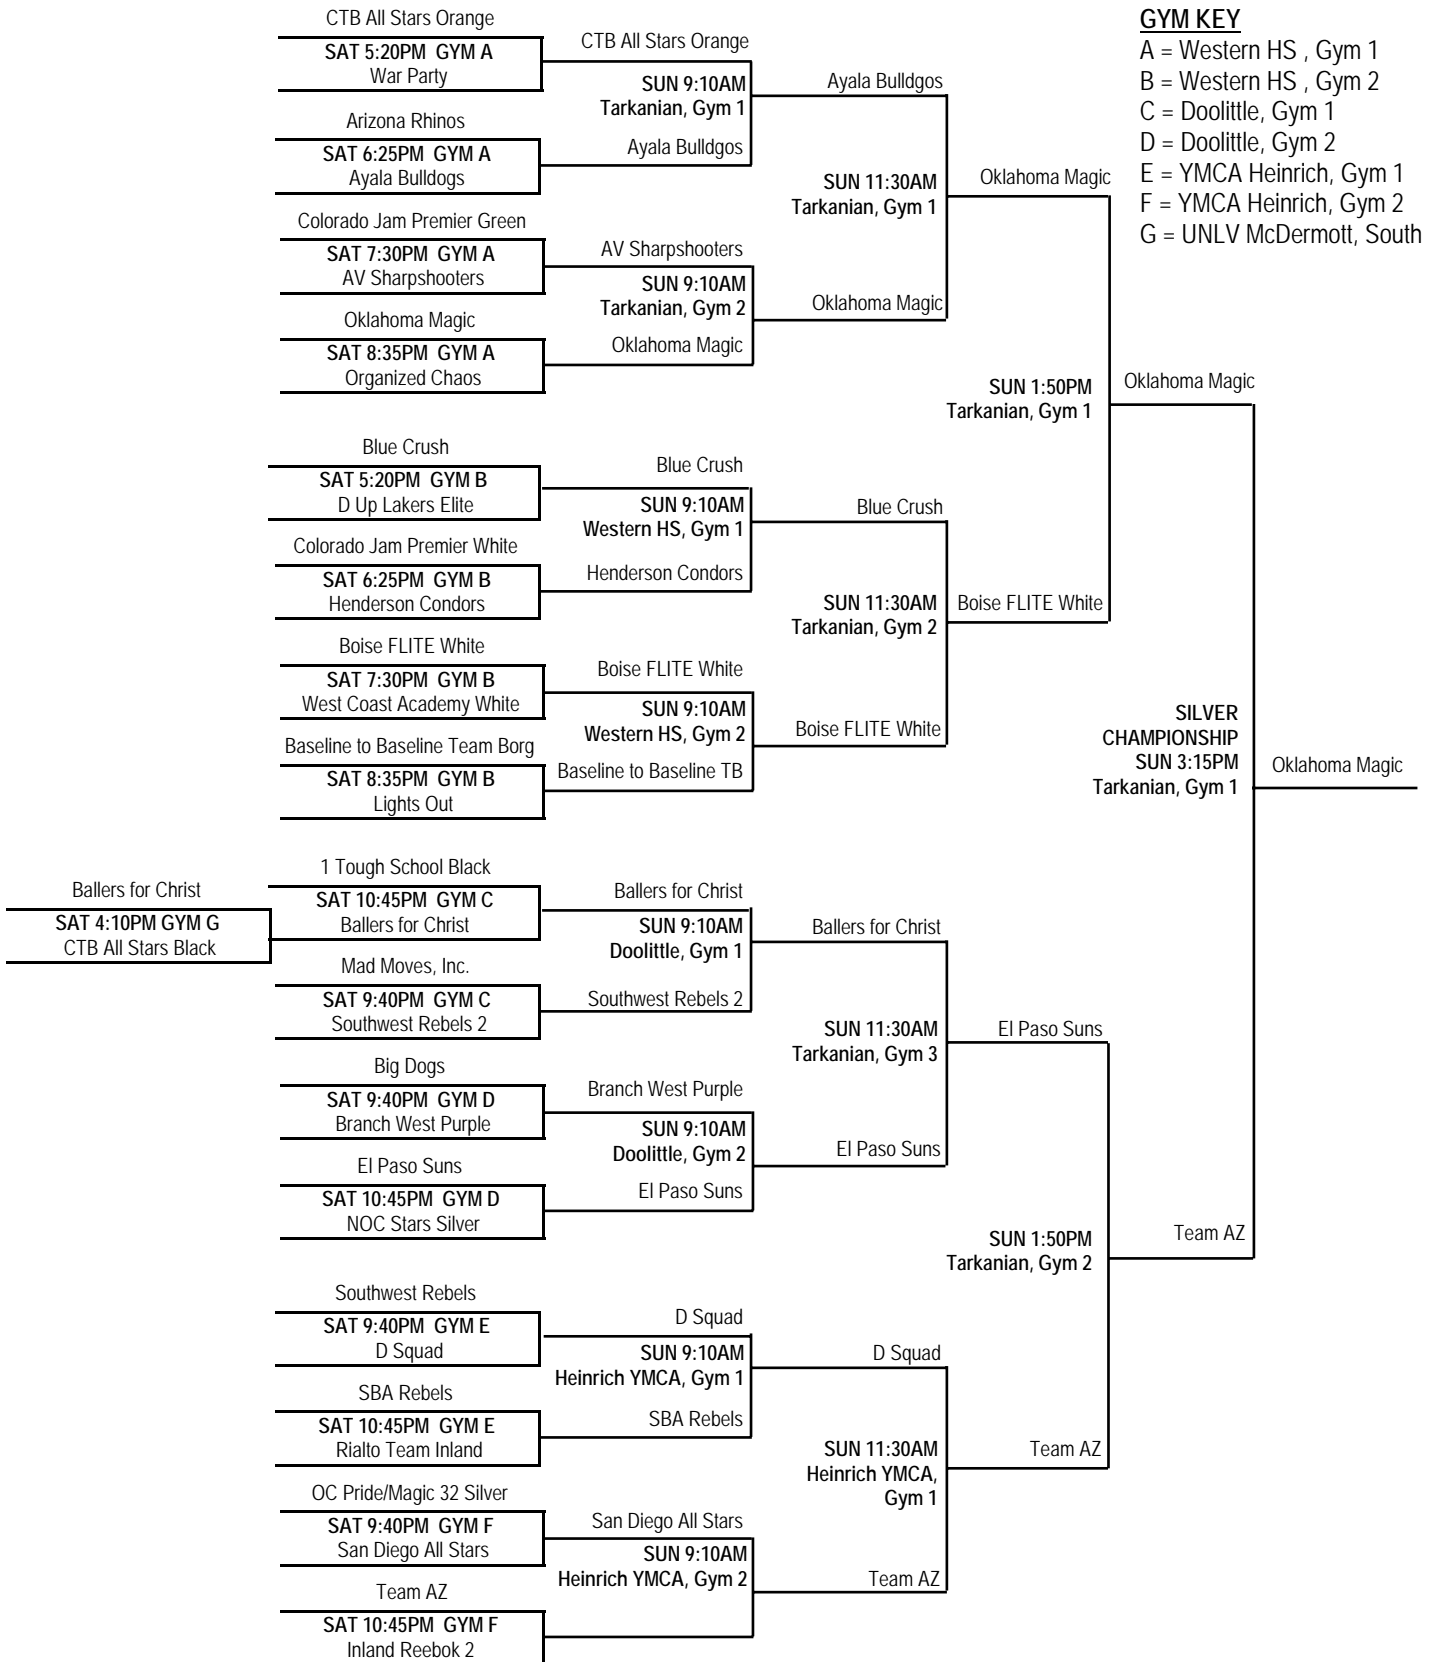 CTB All Stars Orange
SAT 5:20PM GYM A
War Party
Arizona Rhinos
SAT 6:25PM GYM A
Ayala Bulldogs
Colorado Jam Premier Green
SAT 7:30PM GYM A
AV Sharpshooters
Oklahoma Magic
SAT 8:35PM GYM A
Organized Chaos
Blue Crush
SAT 5:20PM GYM B
D Up Lakers Elite
Colorado Jam Premier White
SAT 6:25PM GYM B
Henderson Condors
Boise FLITE White
SAT 7:30PM GYM B
West Coast Academy White
Baseline to Baseline Team Borg
SAT 8:35PM GYM B
Lights Out
Ballers for Christ
SAT 4:10PM GYM G
CTB All Stars Black
1 Tough School Black
SAT 10:45PM GYM C
Ballers for Christ
Mad Moves, Inc.
SAT 9:40PM GYM C
Southwest Rebels 2
Big Dogs
SAT 9:40PM GYM D
Branch West Purple
El Paso Suns
SAT 10:45PM GYM D
NOC Stars Silver
Southwest Rebels
SAT 9:40PM GYM E
D Squad
SBA Rebels
SAT 10:45PM GYM E
Rialto Team Inland
OC Pride/Magic 32 Silver
SAT 9:40PM GYM F
San Diego All Stars
Team AZ
SAT 10:45PM GYM F
Inland Reebok 2
CTB All Stars Orange
SUN 9:10AM
Tarkanian, Gym 1
Ayala Bulldgos
AV Sharpshooters
SUN 9:10AM
Tarkanian, Gym 2
Oklahoma Magic
Blue Crush
SUN 9:10AM
Western HS, Gym 1
Henderson Condors
Boise FLITE White
SUN 9:10AM
Western HS, Gym 2
Baseline to Baseline TB
Ballers for Christ
SUN 9:10AM
Doolittle, Gym 1
Southwest Rebels 2
Branch West Purple
SUN 9:10AM
Doolittle, Gym 2
El Paso Suns
D Squad
SUN 9:10AM
Heinrich YMCA, Gym 1
SBA Rebels
San Diego All Stars
SUN 9:10AM
Heinrich YMCA, Gym 2
Ayala Bulldgos
SUN 11:30AM
Tarkanian, Gym 1
Oklahoma Magic
Blue Crush
SUN 11:30AM
Tarkanian, Gym 2
Boise FLITE White
Ballers for Christ
SUN 11:30AM
Tarkanian, Gym 3
El Paso Suns
D Squad
SUN 11:30AM
Heinrich YMCA,
Gym 1
Team AZ
Oklahoma Magic
SUN 1:50PM
Tarkanian, Gym 1
Boise FLITE White
El Paso Suns
SUN 1:50PM
Tarkanian, Gym 2
Team AZ
Oklahoma Magic
SILVER
CHAMPIONSHIP
SUN 3:15PM
Tarkanian, Gym 1
Team AZ
Oklahoma Magic
GYM KEY
A = Western HS , Gym 1
B = Western HS , Gym 2
C = Doolittle, Gym 1
D = Doolittle, Gym 2
E = YMCA Heinrich, Gym 1
F = YMCA Heinrich, Gym 2
G = UNLV McDermott, South